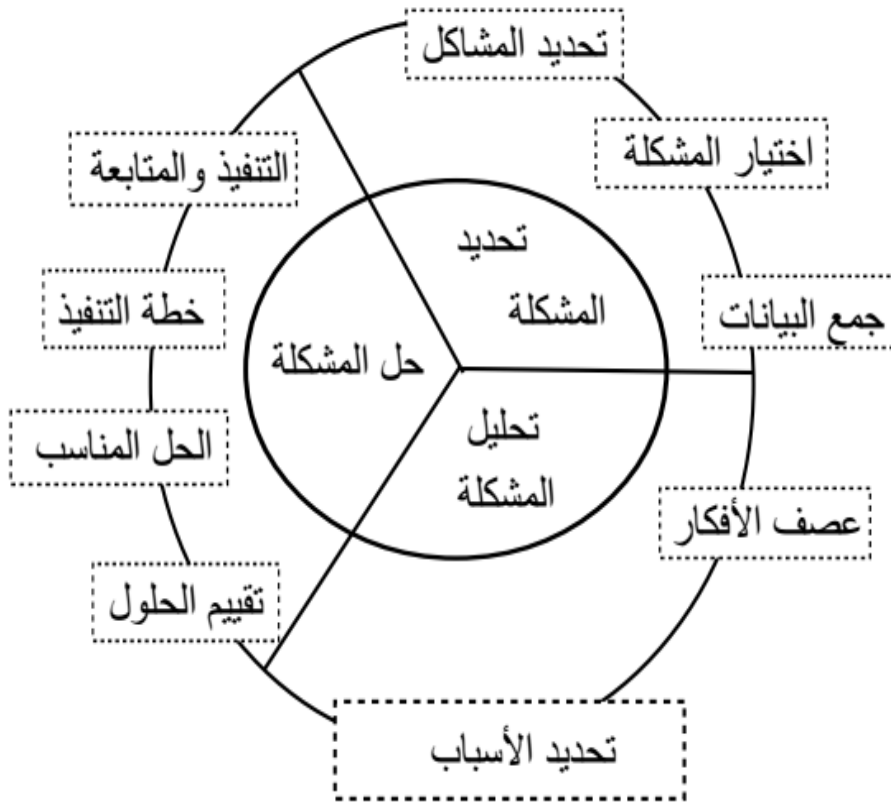 تحديد المشاكل
اختيار المشكلة
جمع البيانات
عصف الأفكار
تحديد الأسباب
تقييم الحلول
الحل المناسب
خطة التنفيذ
التنفيذ والمتابعة
تحديد
المشكلة
تحليل
المشكلة
حل المشكلة